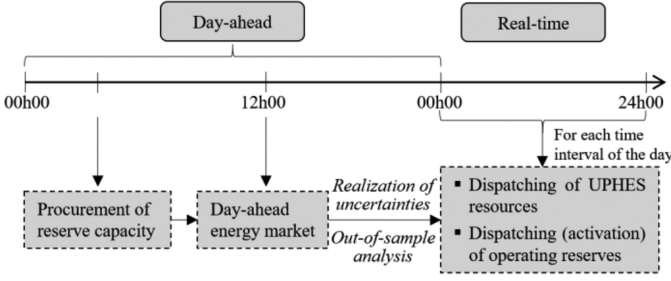 Day-ahead
Real-time
00h00
12h00
00h00
24h00
For each time
interval of the day
Procurement of
reserve capacity
Day-ahead
energy market
Realization of
uncertainties
Out-of-sample
analysis
▪ Dispatching of UPHES
resources
▪ Dispatching (activation)
of operating reserves